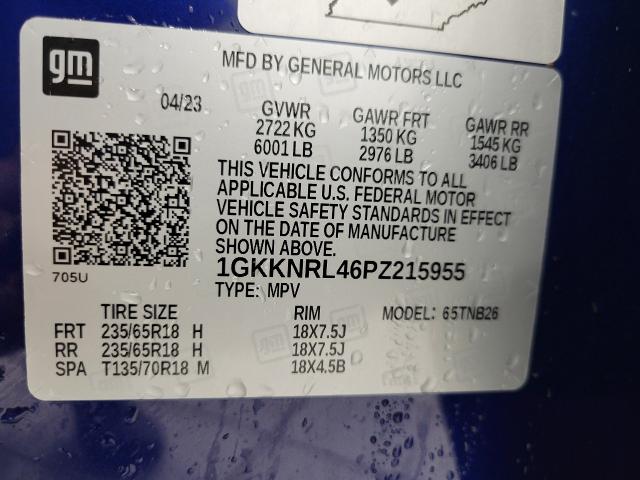 gm
MFD BY GENERAL MOTORS LLC
04/23
GVWR GAWR FRT GAWR RR
2722 KG 1350 KG 1545 KG
6001 LB 2976 LB 3406 LB
THIS VEHICLE CONFORMS TO ALL
APPLICABLE U.S. FEDERAL MOTOR
VEHICLE SAFETY STANDARDS IN EFFECT
ON THE DATE OF MANUFACTURE
SHOWN ABOVE.
705U
1GKKNRL46PZ215955
TYPE: MPV
TIRE SIZE RIM MODEL: 65TNB26
FRT 235/65R18 H 18X7.5J
RR 235/65R18 H 18X7.5J
SPA T135/70R18 M 18X4.5B